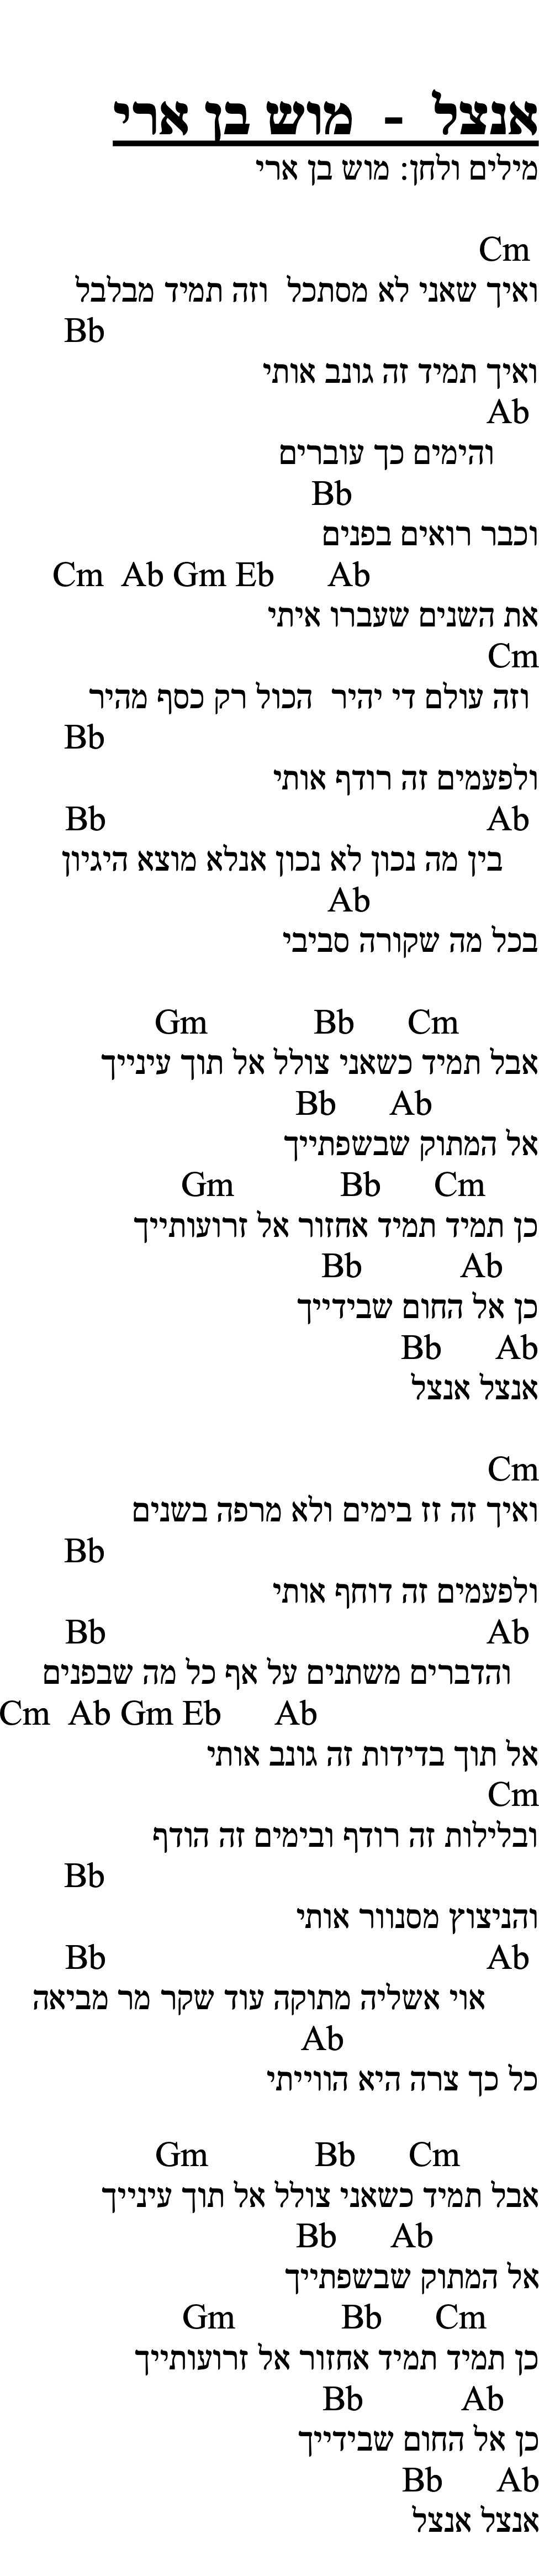 אנצל - מוש בן ארי
מילים ולחן: מוש בן ארי
Cm
ואיך שאני לא מסתכל וזה תמיד מבלבל
Bb
ואיך תמיד זה גונב אותי
Ab
והימים כך עוברים
Bb
וכבר רואים בפנים
Cm Ab Gm Eb Ab
את השנים שעברו איתי
Cm
וזה עולם די יהיר הכול רק כסף מהיר
Bb
ולפעמים זה רודף אותי
Bb Ab
בין מה נכון לא נכון אנלא מוצא היגיון
Ab
בכל מה שקורה סביבי
Gm Bb Cm
אבל תמיד כשאני צולל אל תוך עינייך
Bb Ab
אל המתוק שבשפתייך
Gm Bb Cm
כן תמיד תמיד אחזור אל זרועותייך
Bb Ab
כן אל החום שבידייך
Bb Ab
אנצל אנצל
Cm
ואיך זה זז בימים ולא מרפה בשנים
Bb
ולפעמים זה דוחף אותי
Bb Ab
והדברים משתנים על אף כל מה שבפנים
Cm Ab Gm Eb Ab
אל תוך בדידות זה גונב אותי
Cm
ובלילות זה רודף ובימים זה הודף
Bb
והניצוץ מסנוור אותי
Bb Ab
אוי אשליה מתוקה עוד שקר מר מביאה
Ab
כל כך צרה היא הווייתי
Gm Bb Cm
אבל תמיד כשאני צולל אל תוך עינייך
Bb Ab
אל המתוק שבשפתייך
Gm Bb Cm
כן תמיד תמיד אחזור אל זרועותייך
Bb Ab
כן אל החום שבידייך
Bb Ab
אנצל אנצל